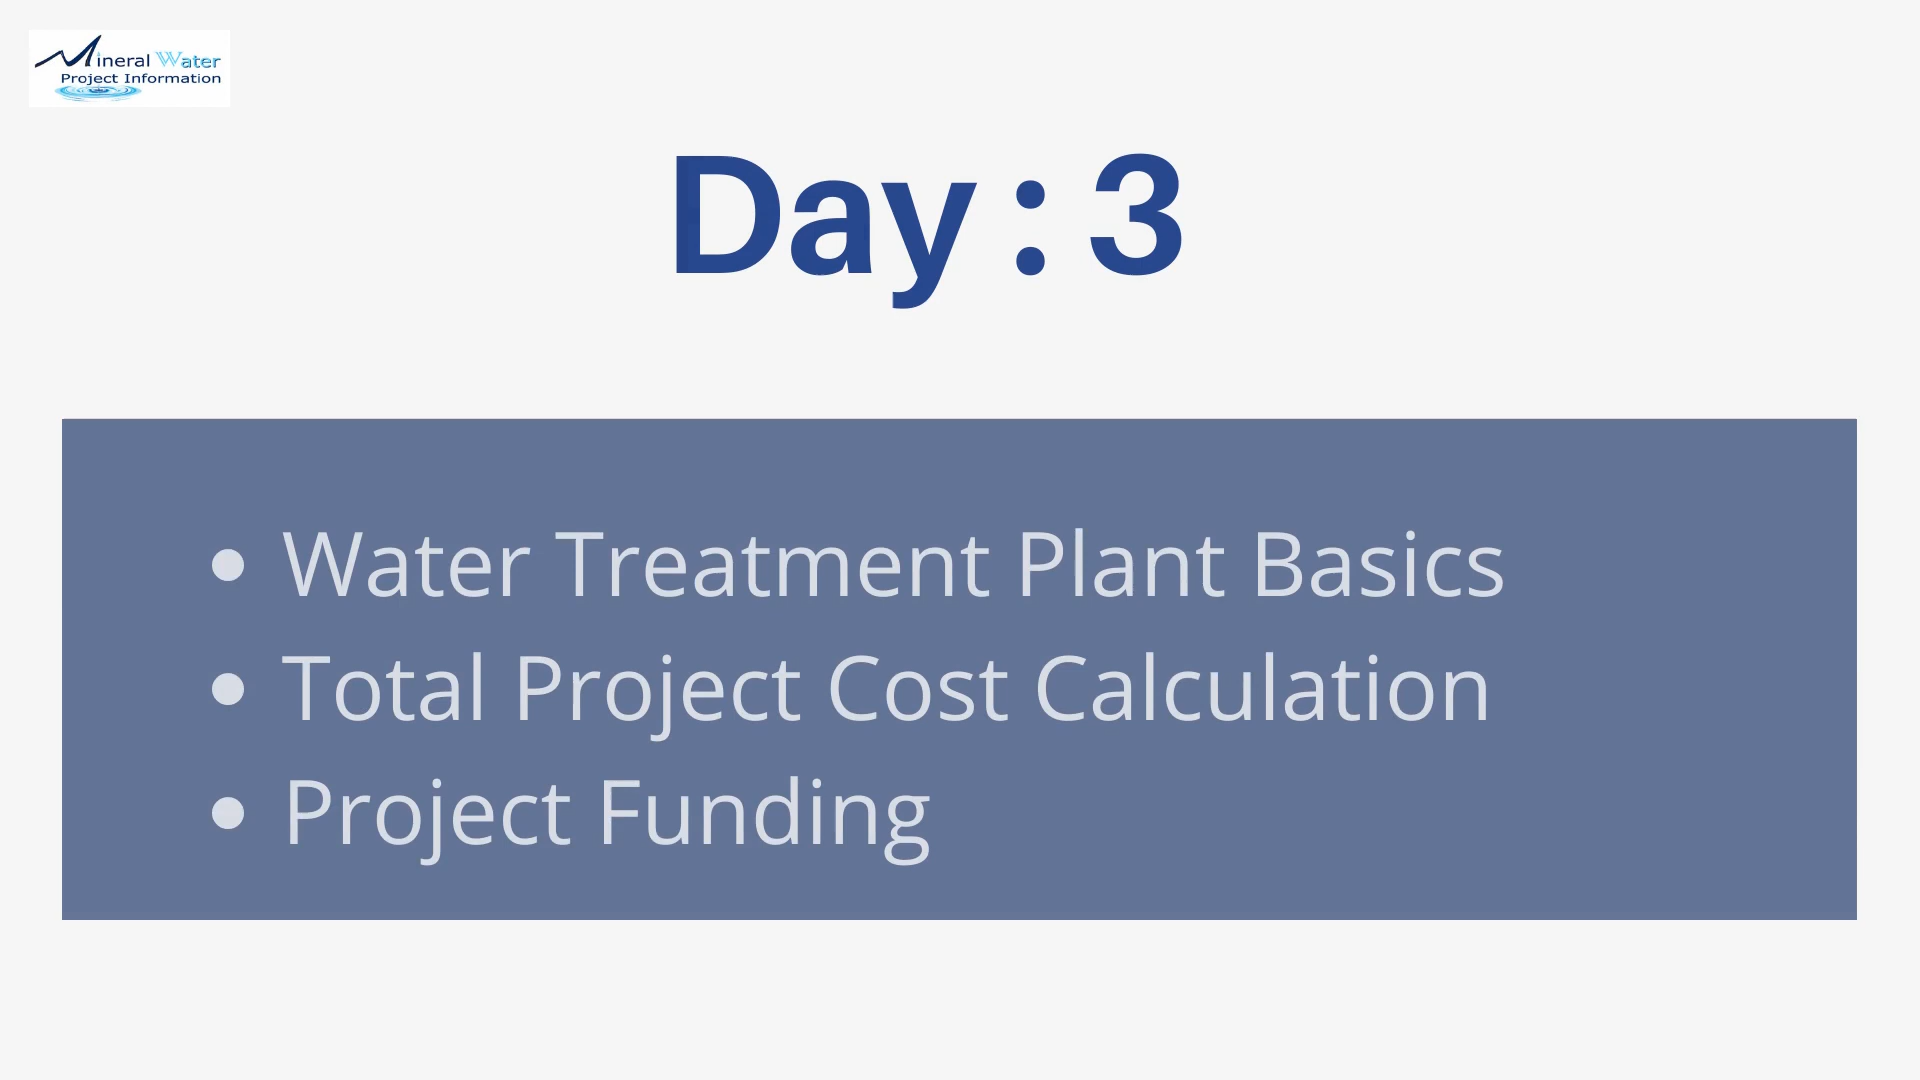 Mineral Water
Project Information
Day : 3
• Water Treatment Plant Basics
• Total Project Cost Calculation
• Project Funding